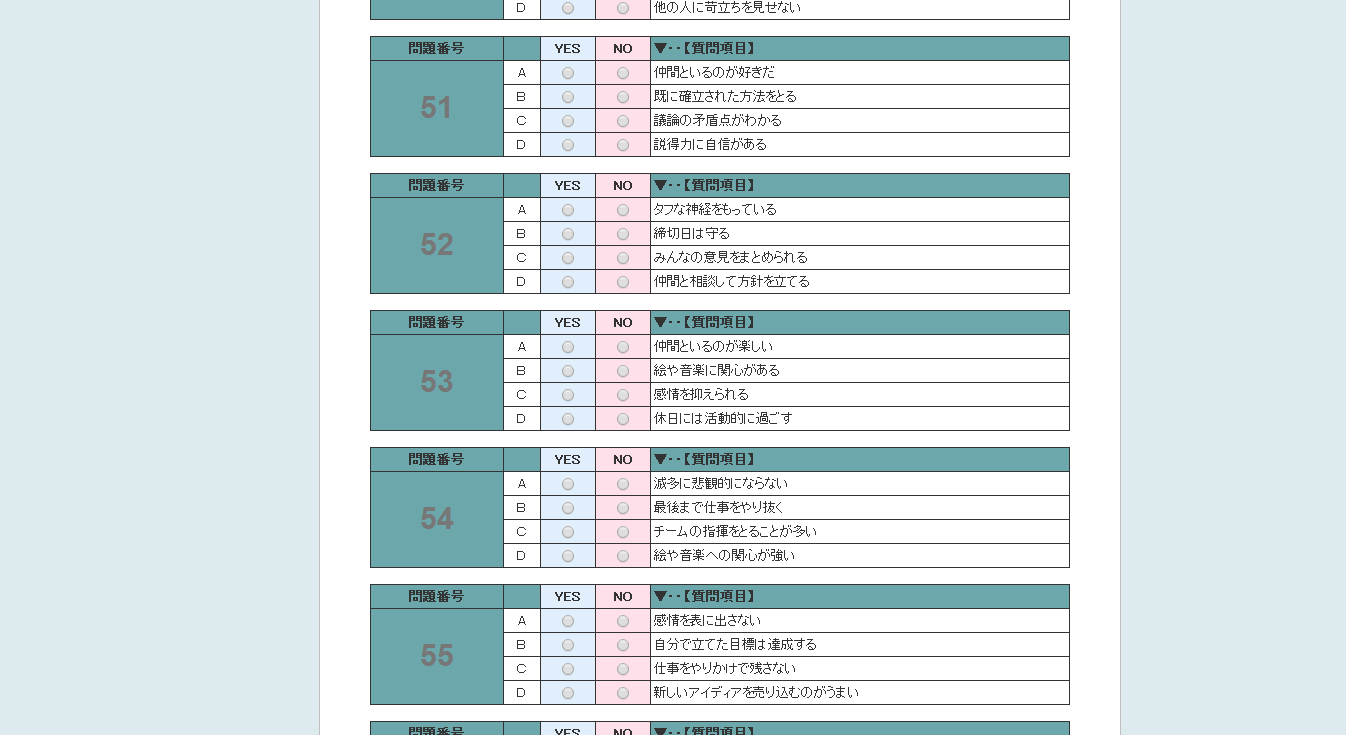 D 他の人に苛立ちを見せない
問題番号 YES NO ▼--【質問項目】
51
A 仲間といるのが好きだ
B 既に確立された方法をとる
C 議論の矛盾点がわかる
D 説得力に自信がある
問題番号 YES NO ▼--【質問項目】
52
A タフな神経をもっている
B 締切日は守る
C みんなの意見をまとめられる
D 仲間と相談して方針を立てる
問題番号 YES NO ▼--【質問項目】
53
A 仲間といるのが楽しい
B 絵や音楽に関心がある
C 感情を抑えられる
D 休日には活動的に過ごす
問題番号 YES NO ▼--【質問項目】
54
A 滅多に悲観的にならない
B 最後まで仕事をやり抜く
C チームの指揮をとることが多い
D 絵や音楽への関心が強い
問題番号 YES NO ▼--【質問項目】
55
A 感情を表に出さない
B 自分で立てた目標は達成する
C 仕事をやりかけで残さない
D 新しいアイディアを売り込むのがうまい
問題番号 YES NO ▼--【質問項目】